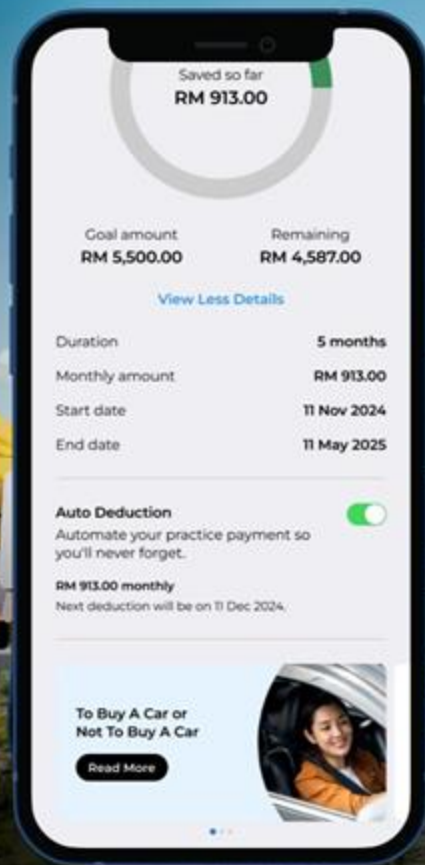 Saved so far
RM 913.00
Goal amount Remaining
RM 5,500.00 RM 4,587.00
View Less Details
Duration 5 months
Monthly amount RM 913.00
Start date 11 Nov 2024
End date 11 May 2025
Auto Deduction
Automate your practice payment so
you'll never forget.
RM 913.00 monthly
Next deduction will be on 11 Dec 2024.
To Buy A Car or
Not To Buy A Car
Read More